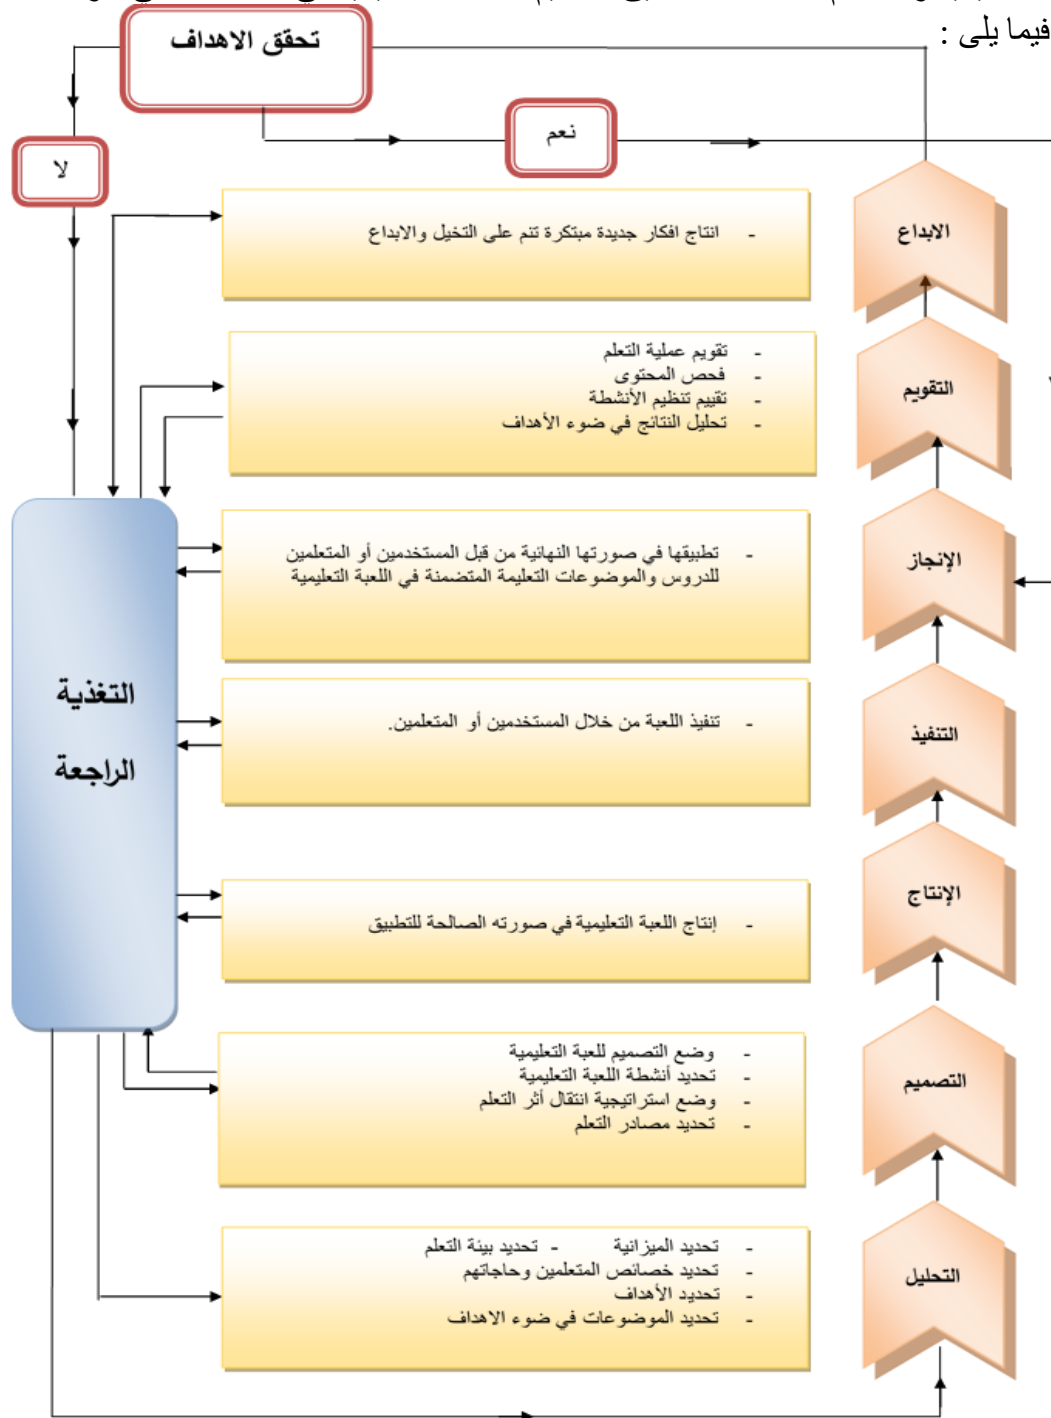 فيما يلى :
تحقق الاهداف
نعم
لا
الابداع
- انتاج افكار جديدة مبتكرة تنم على التخيل والابداع
التقويم
- تقويم عملية التعلم
- فحص المحتوى
- تقييم تنظيم الأنشطة
- تحليل النتائج في ضوء الأهداف
الإنجاز
- تطبيقها في صورتها النهائية من قبل المستخدمين أو المتعلمين
للدروس والموضوعات التعليمة المتضمنة في اللعبة التعليمية
التغذية
الراجعة
التنفيذ
- تنفيذ اللعبة من خلال المستخدمين أو المتعلمين.
الإنتاج
- إنتاج اللعبة التعليمية في صورته الصالحة للتطبيق
التصميم
- وضع التصميم للعبة التعليمية
- تحديد أنشطة اللعبة التعليمية
- وضع استراتيجية انتقال أثر التعلم
- تحديد مصادر التعلم
التحليل
- تحديد الميزانية - تحديد بيئة التعلم
- تحديد خصائص المتعلمين وحاجاتهم
- تحديد الأهداف
- تحديد الموضوعات في ضوء الاهداف